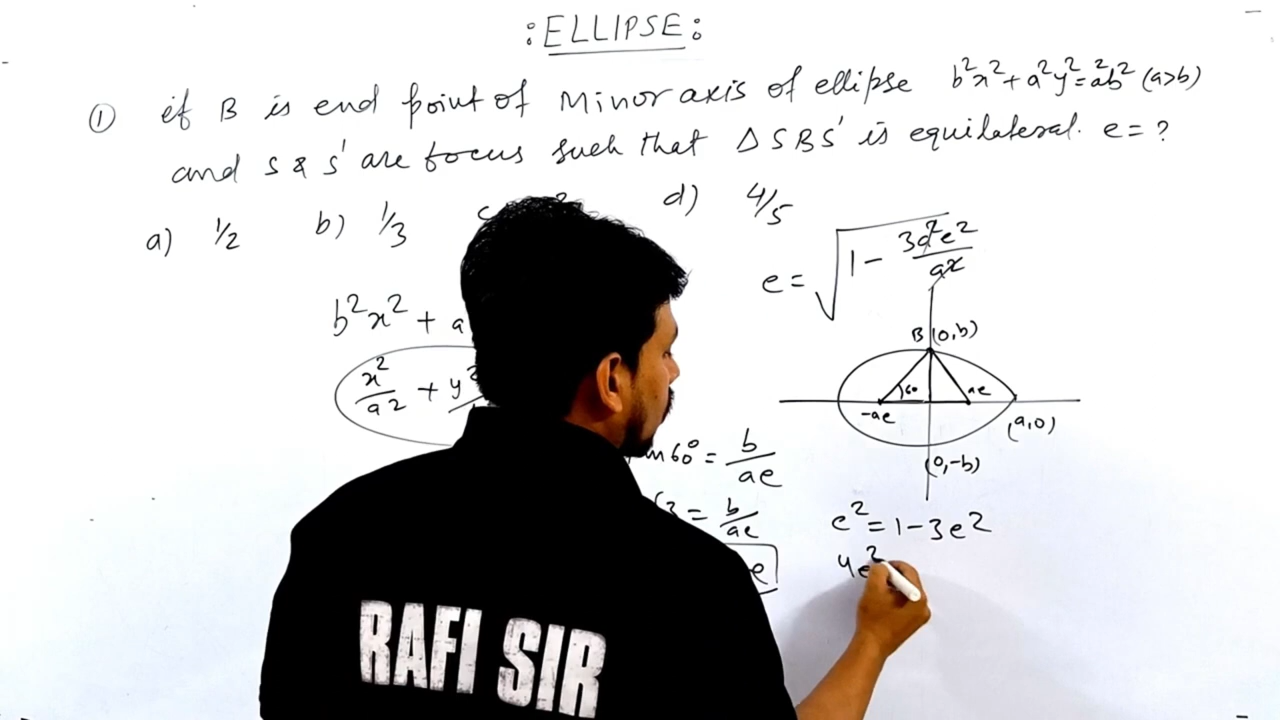 :ELLIPSE:
① if B is end point of Minor axis of ellipse b²x² + a²y² = a²b² (a>b)
and S & S' are focus such that Δ SBS' is equilateral. e = ?
a) 1/2 b) 1/3 d) 4/5
e = √(1 - 3a²e²/a²)
b²x² + a
x²/a2 + y²
B (0,b)
60
-ae ae
(a,0)
(0,-b)
60° = b/ae
= b/ae
e
e² = 1 - 3e2
4e2
RAFI SIR